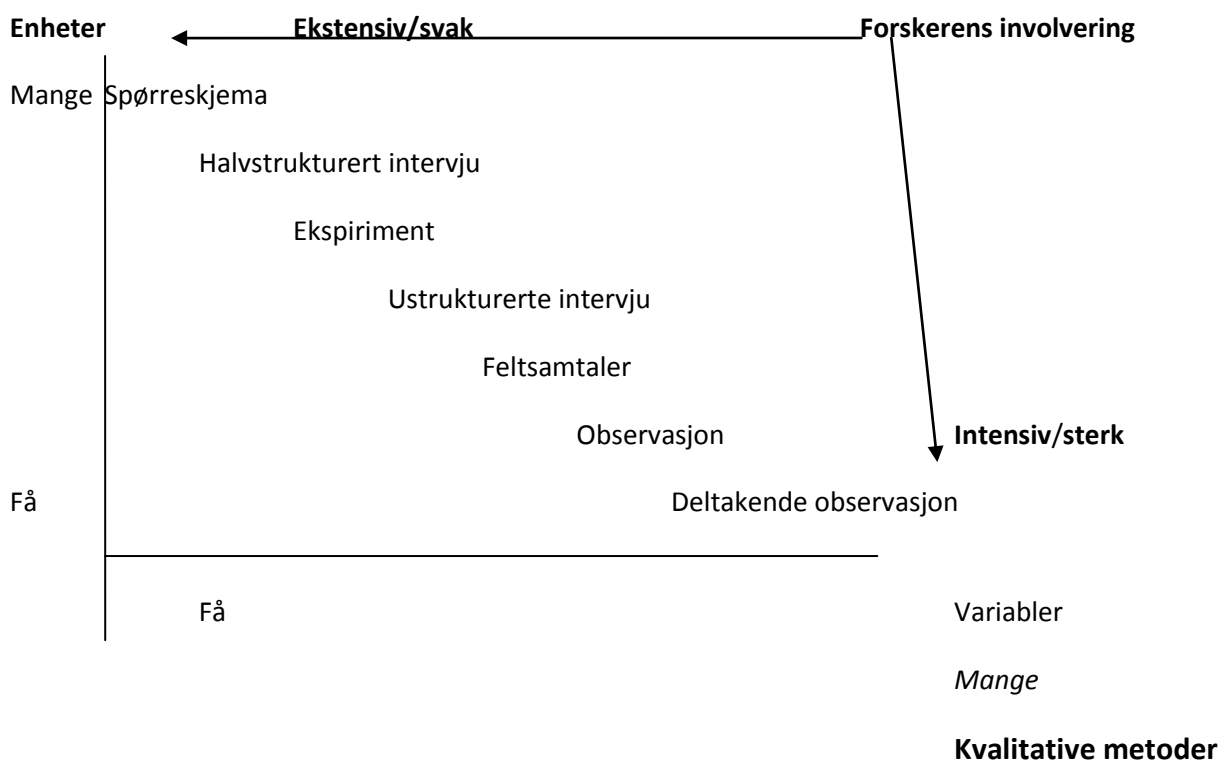 Enheter Ekstensiv/svak Forskerens involvering
Mange Spørreskjema
Halvstrukturert intervju
Ekspiriment
Ustrukturerte intervju
Feltsamtaler
Observasjon Intensiv/sterk
Få Deltakende observasjon
Få Variabler
Mange
Kvalitative metoder